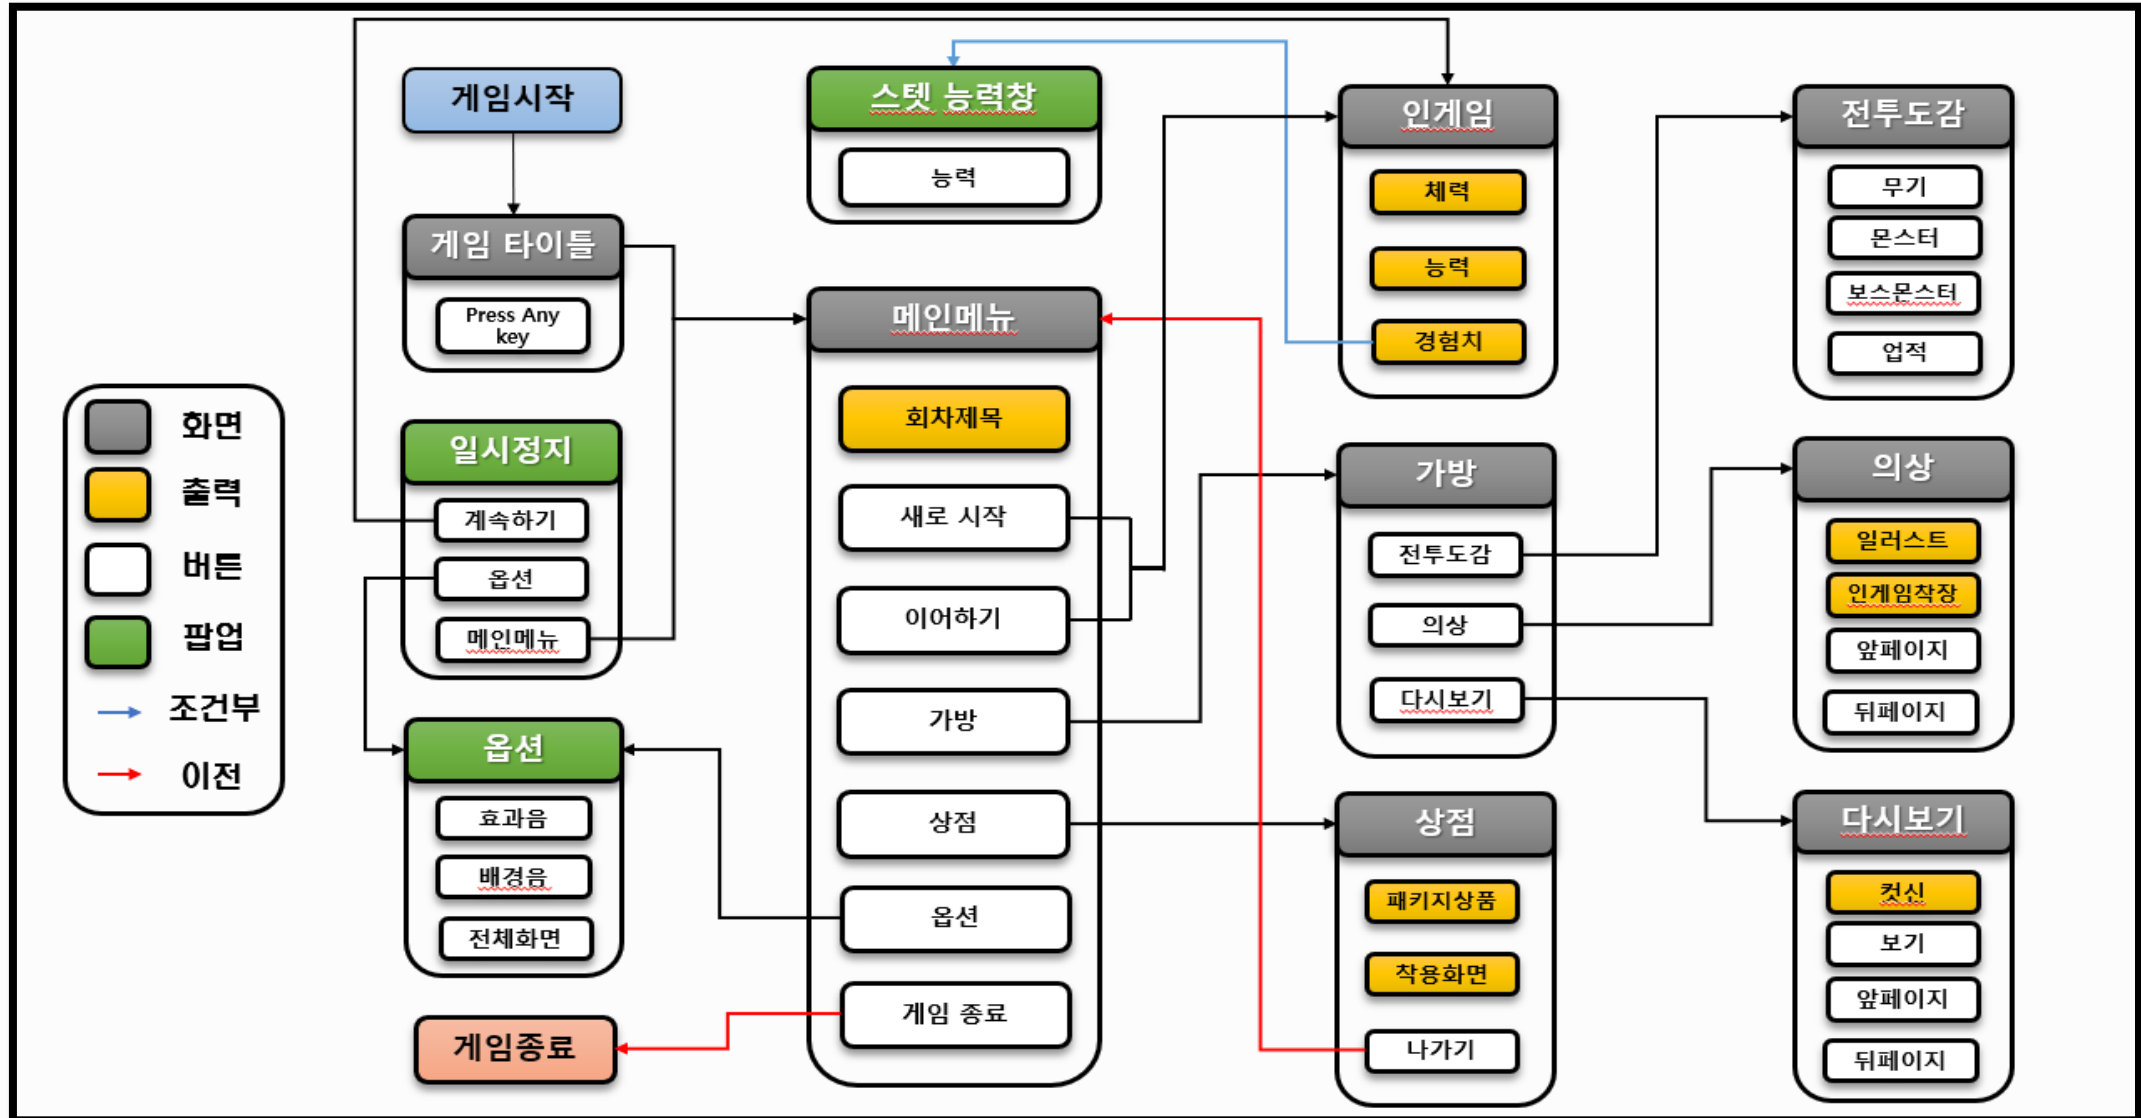 화면
출력
버튼
팝업
조건부
이전
게임시작
게임 타이틀
Press Any
key
일시정지
계속하기
옵션
메인메뉴
옵션
효과음
배경음
전체화면
게임종료
스텟 능력창
능력
메인메뉴
회차제목
새로 시작
이어하기
가방
상점
옵션
게임 종료
인게임
체력
능력
경험치
가방
전투도감
의상
다시보기
상점
패키지상품
착용화면
나가기
전투도감
무기
몬스터
보스몬스터
업적
의상
일러스트
인게임착장
앞페이지
뒤페이지
다시보기
컷신
보기
앞페이지
뒤페이지